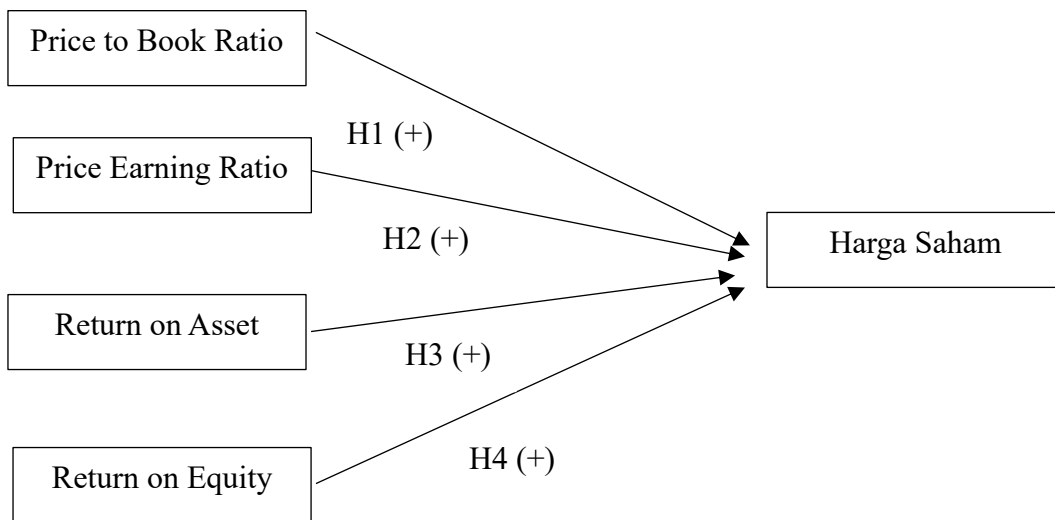 Price to Book Ratio
H1 (+)
Price Earning Ratio
H2 (+)
Harga Saham
Return on Asset
H3 (+)
Return on Equity
H4 (+)